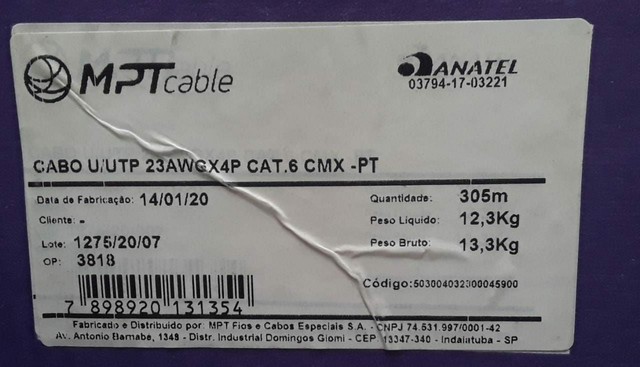 MPTcable
ANATEL
03794-17-03221
CABO U/UTP 23AWGX4P CAT.6 CMX -PT
Data de Fabricação: 14/01/20
Quantidade: 305m
Cliente: -
Peso Liquido: 12,3Kg
Lote: 1275/20/07
Peso Bruto: 13,3Kg
OP: 3818
Código:503004032300045900
7 898920 131354
Fabricado e Distribuido por: MPT Fios e Cabos Especiais S.A. - CNPJ 74.531.997/0001-42
Av. Antonio Barnabe, 1348 - Distr. Industrial Domingos Giomi - CEP 13347-340 - Indaiatuba - SP